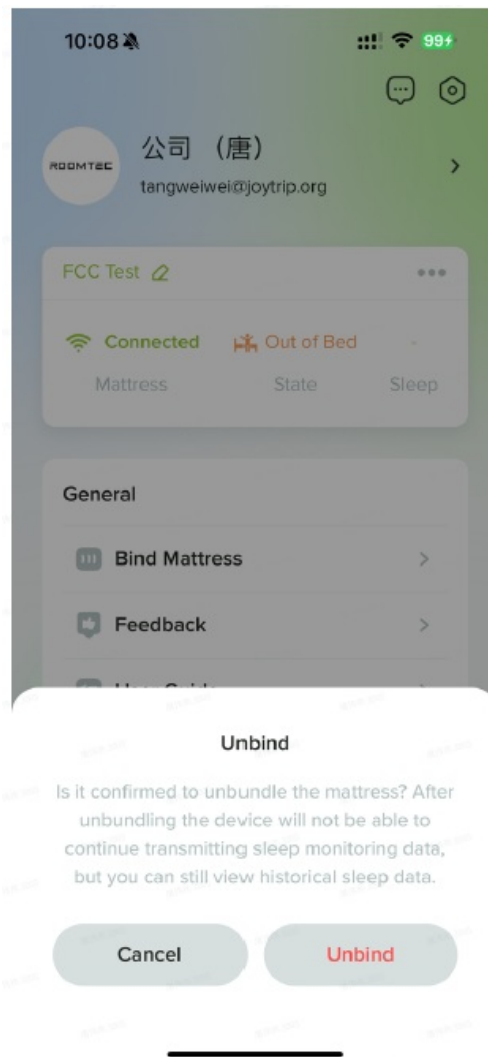 10:08
99+
ROOMTEC
公司 （唐）
tangweiwei@joytrip.org
FCC Test
Connected
Out of Bed
-
Mattress
State
Sleep
General
Bind Mattress
Feedback
Unbind
Is it confirmed to unbundle the mattress? After
unbundling the device will not be able to
continue transmitting sleep monitoring data,
but you can still view historical sleep data.
Cancel
Unbind